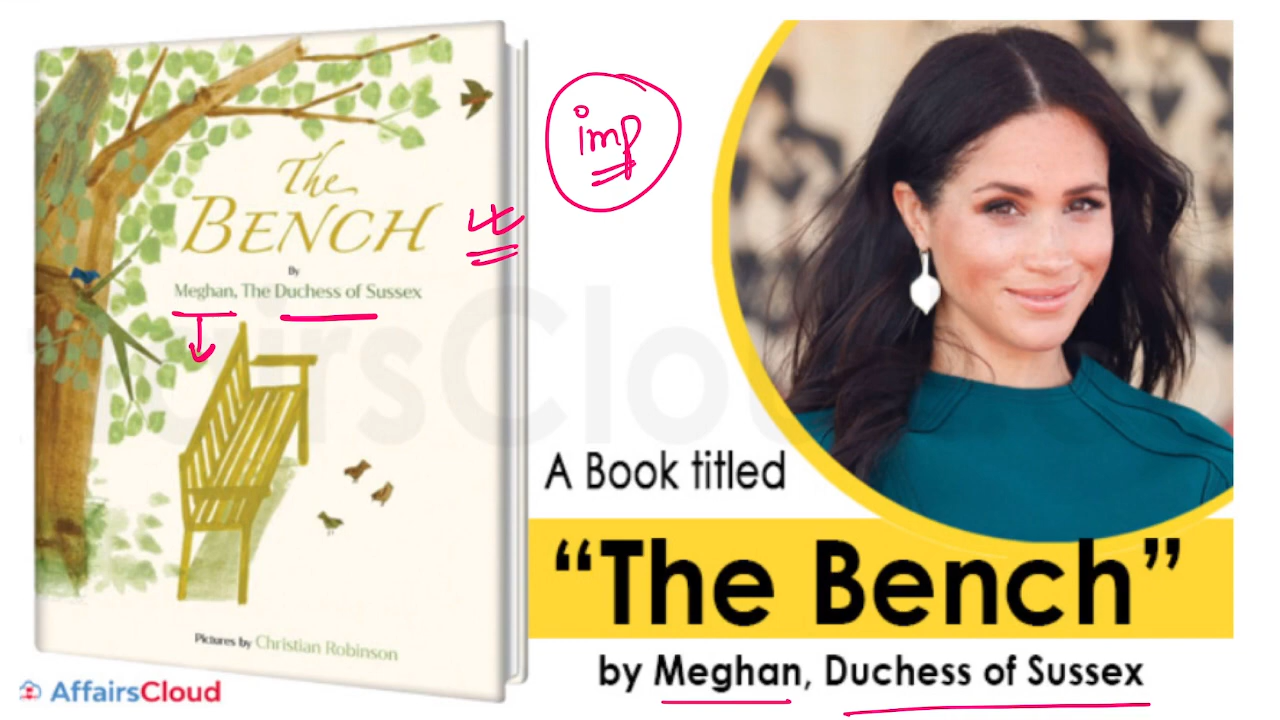 The
BENCH
By
Meghan, The Duchess of Sussex
Pictures by Christian Robinson
AffairsCloud
imp
A Book titled
“The Bench”
by Meghan, Duchess of Sussex